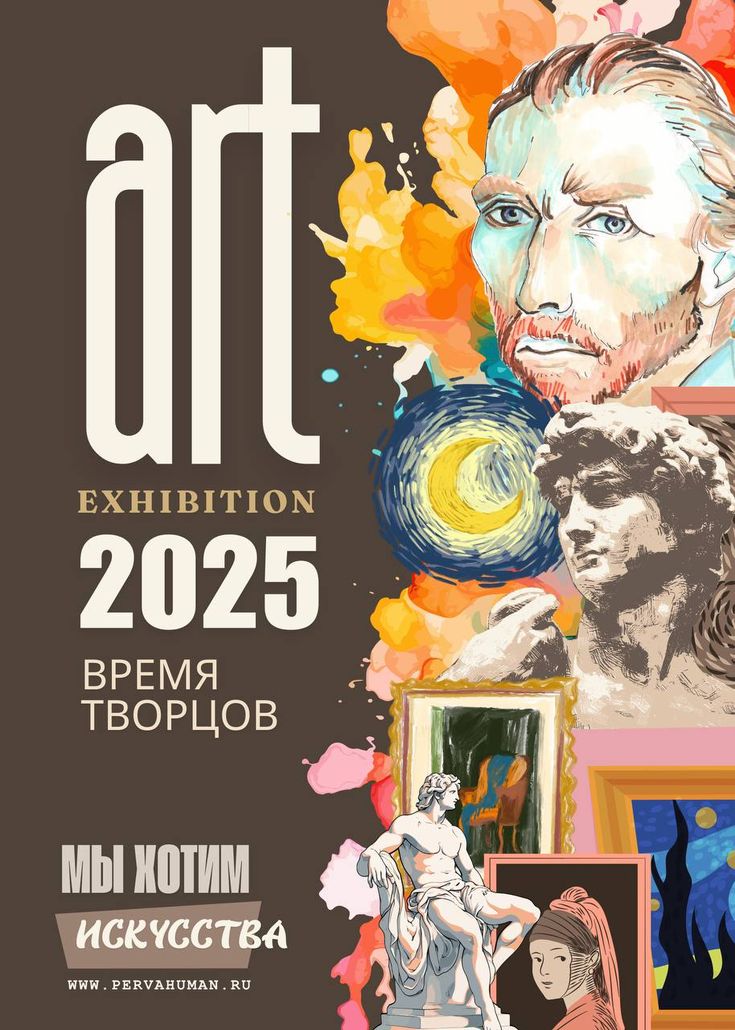 art
EXHIBITION
2025
ВРЕМЯ
ТВОРЦОВ
МЫ ХОТИМ
ИСКУССТВА
WWW.PERVAHUMAN.RU